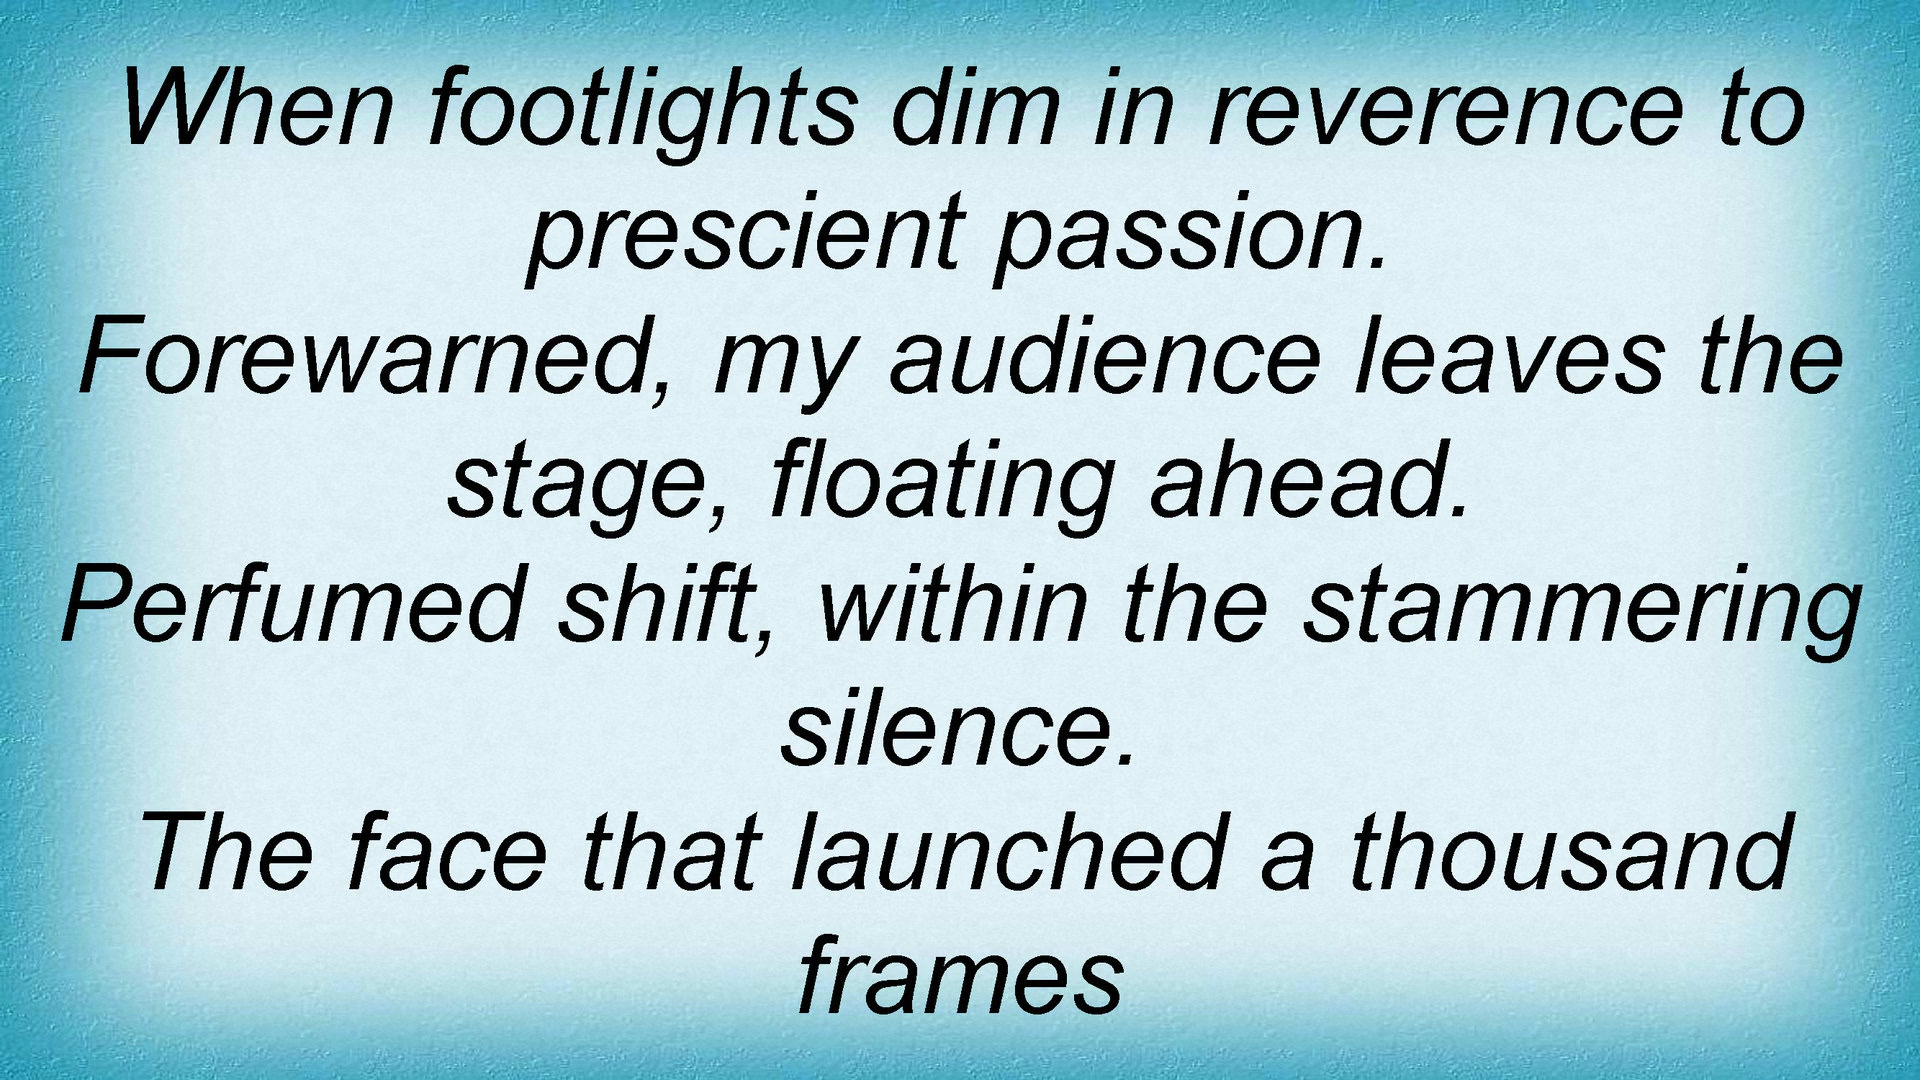 When footlights dim in reverence to
prescient passion.
Forewarned, my audience leaves the
stage, floating ahead.
Perfumed shift, within the stammering
silence.
The face that launched a thousand
frames